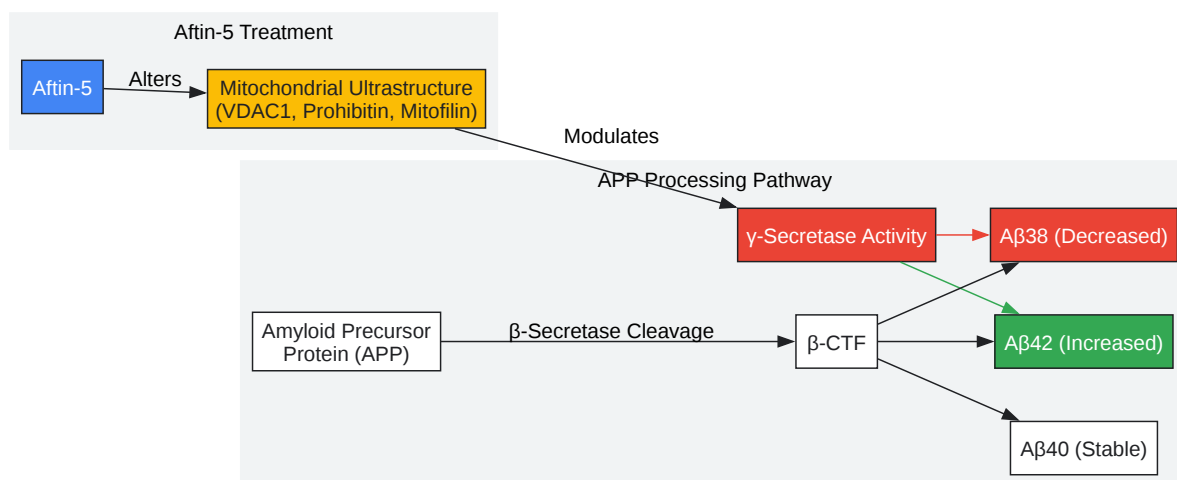 Aftin-5 Treatment
Aftin-5
Alters
Mitochondrial Ultrastructure
(VDAC1, Prohibitin, Mitofilin)
Modulates
APP Processing Pathway
γ-Secretase Activity
Aβ38 (Decreased)
Amyloid Precursor
Protein (APP)
β-Secretase Cleavage
β-CTF
Aβ42 (Increased)
Aβ40 (Stable)